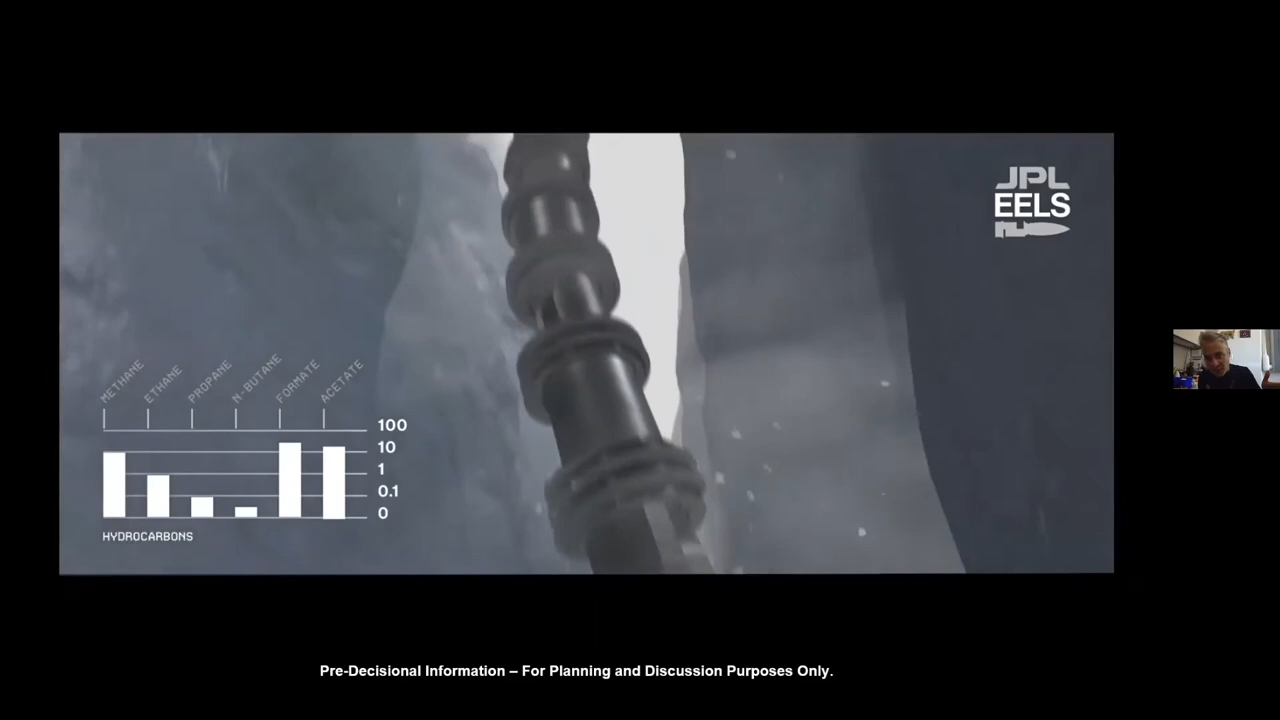 JPL
EELS
METHANE
ETHANE
PROPANE
N-BUTANE
FORMATE
ACETATE
100
10
1
0.1
0
HYDROCARBONS
Pre-Decisional Information – For Planning and Discussion Purposes Only.